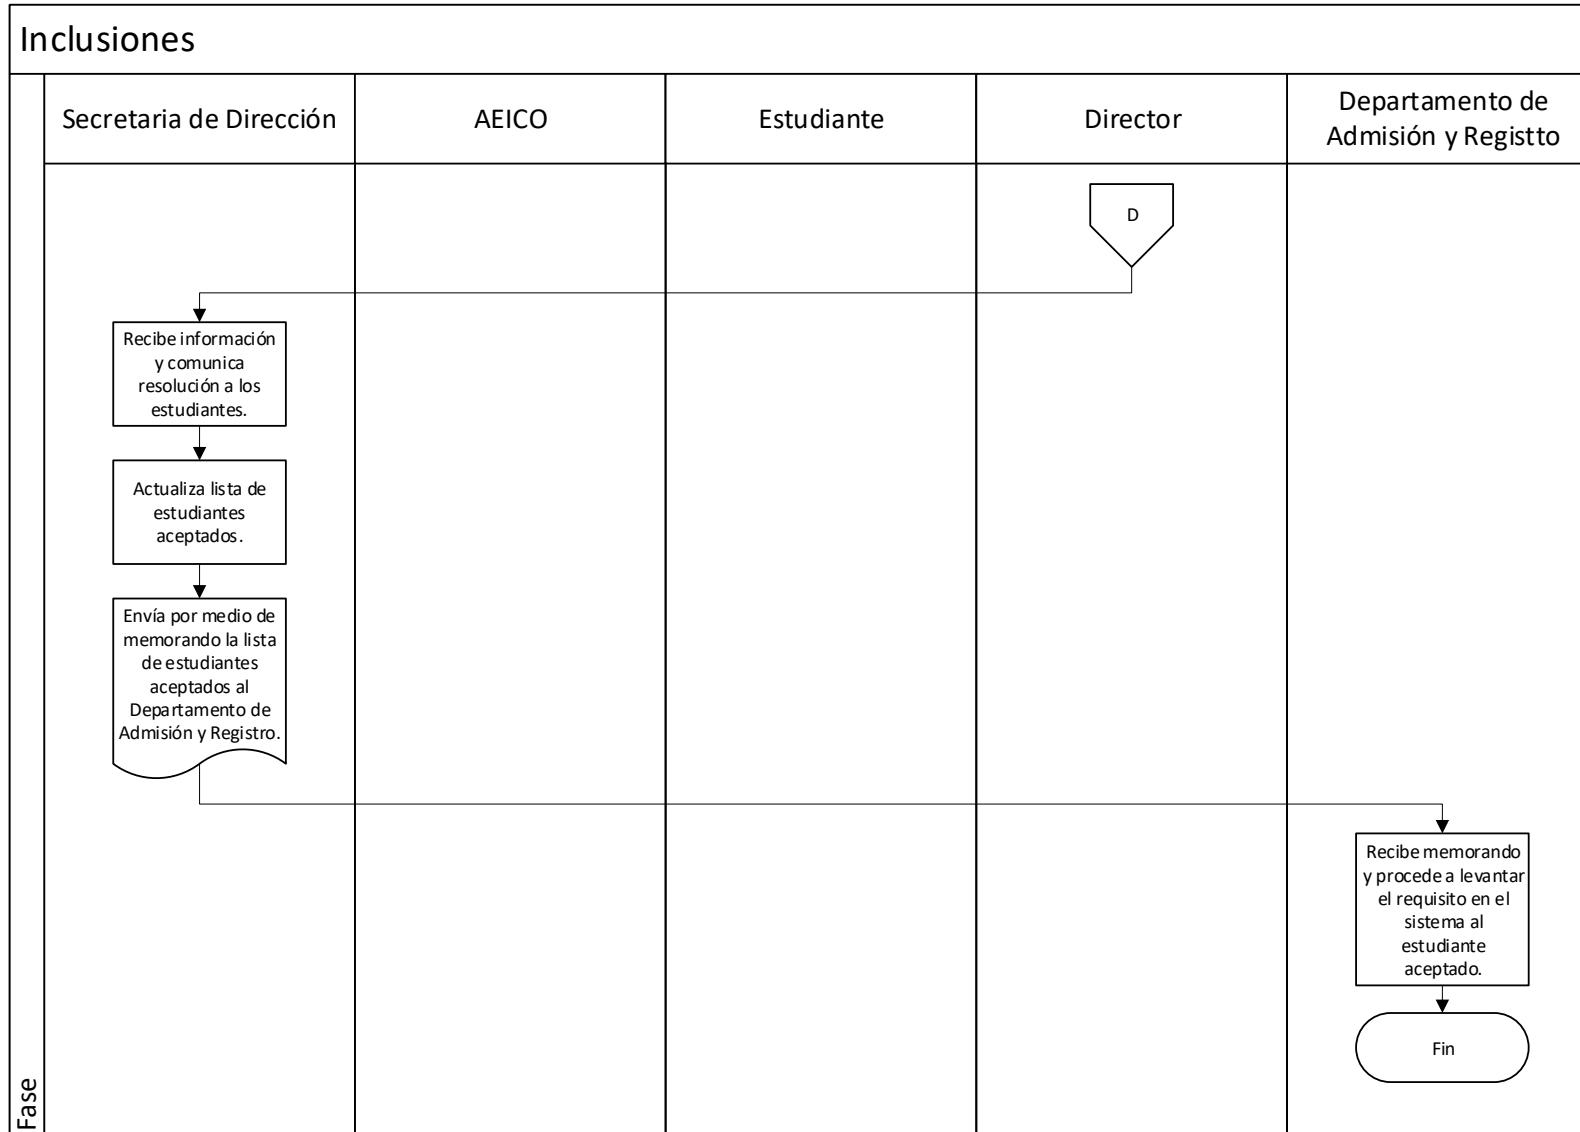 Inclusiones
Secretaria de Dirección
AEICO
Estudiante
Director
Departamento de
Admisión y Registto
D
Recibe información
y comunica
resolución a los
estudiantes.
Actualiza lista de
estudiantes
aceptados.
Envía por medio de
memorando la lista
de estudiantes
aceptados al
Departamento de
Admisión y Registro.
Recibe memorando
y procede a levantar
el requisito en el
sistema al
estudiante
aceptado.
Fin
Fase